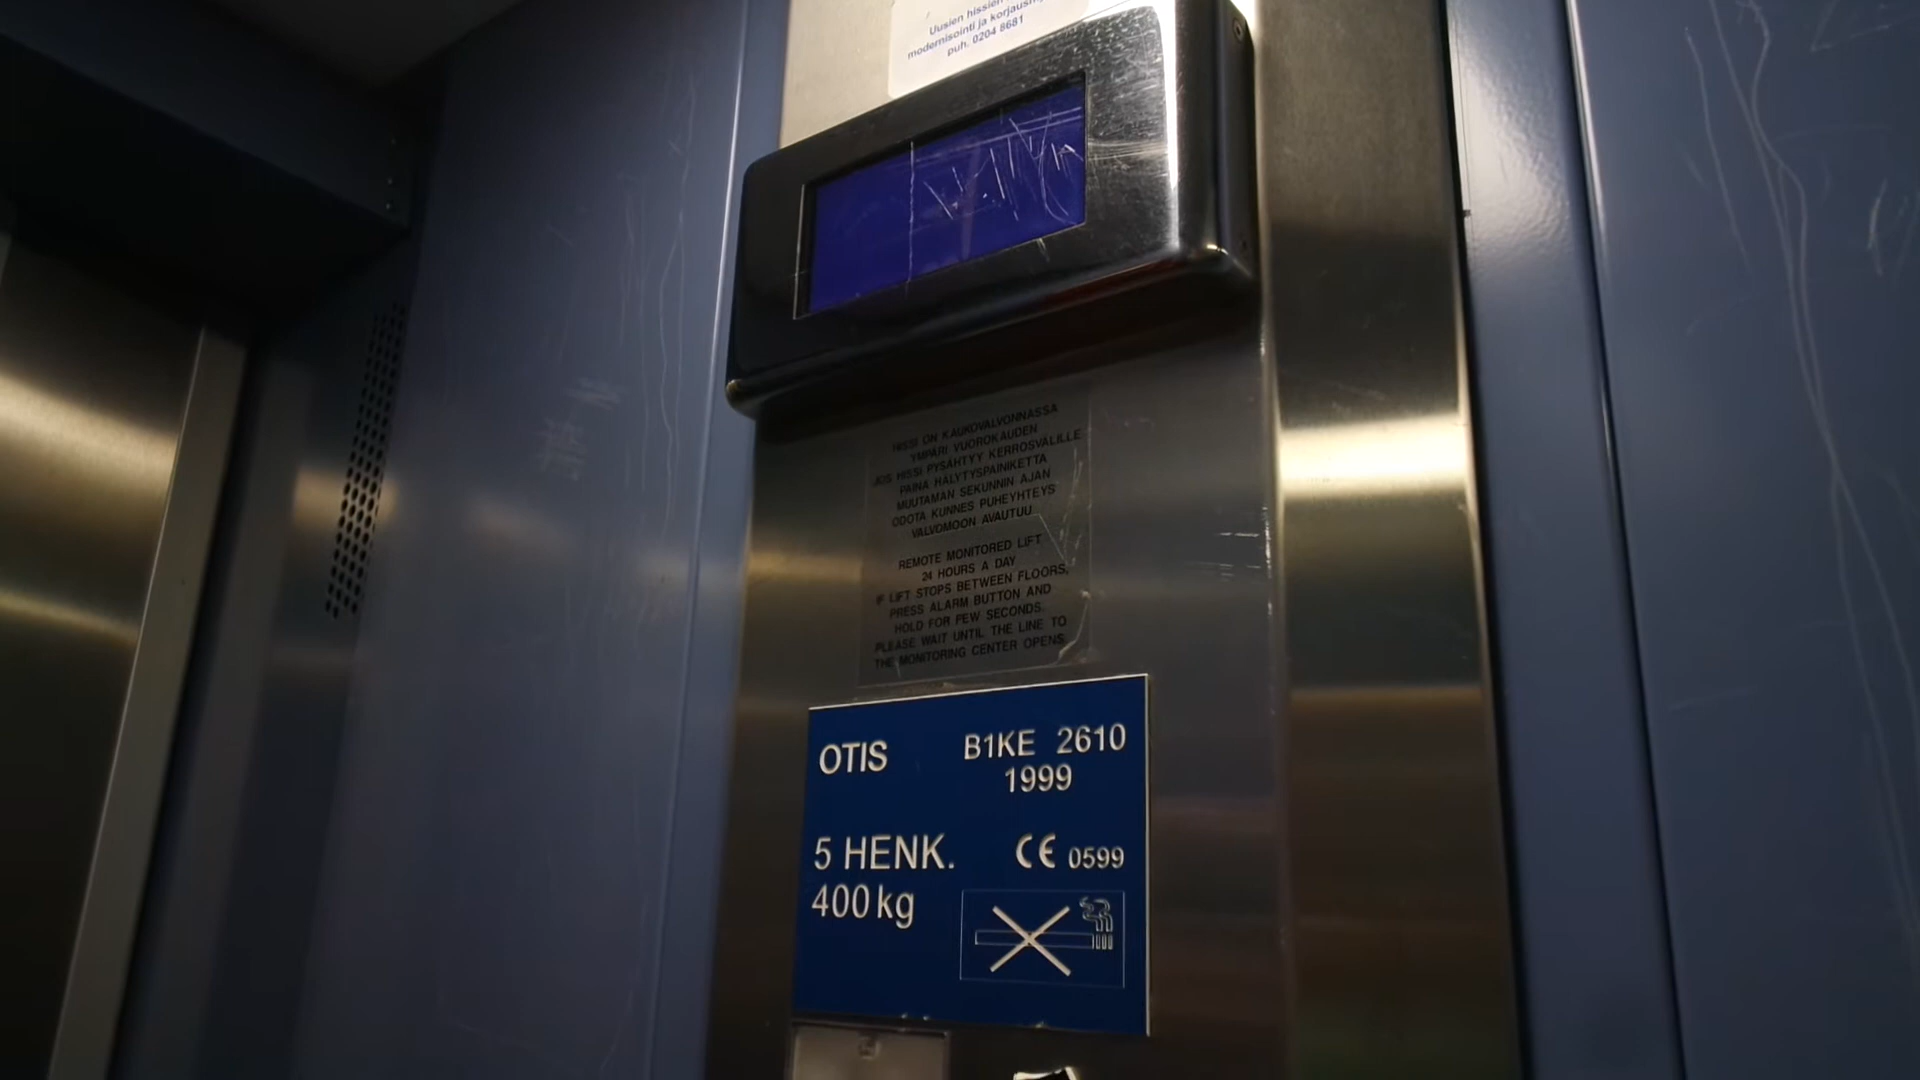 Uusien hissien
modernisointi ja korjaus
puh. 0204 8681
HISSI ON KAUKOVALVONNASSA
YMPÄRI VUOROKAUDEN
JOS HISSI PYSÄHTYY KERROSVÄLILLE
PAINA HÄLYTYSPAINIKETTA
MUUTAMAN SEKUNNIN AJAN
ODOTA KUNNES PUHEYHTEYS
VALVOMOON AVAUTUU
REMOTE MONITORED LIFT
24 HOURS A DAY
IF LIFT STOPS BETWEEN FLOORS,
PRESS ALARM BUTTON AND
HOLD FOR FEW SECONDS.
PLEASE WAIT UNTIL THE LINE TO
THE MONITORING CENTER OPENS.
OTIS B1KE 2610
1999
5 HENK. CE 0599
400 kg